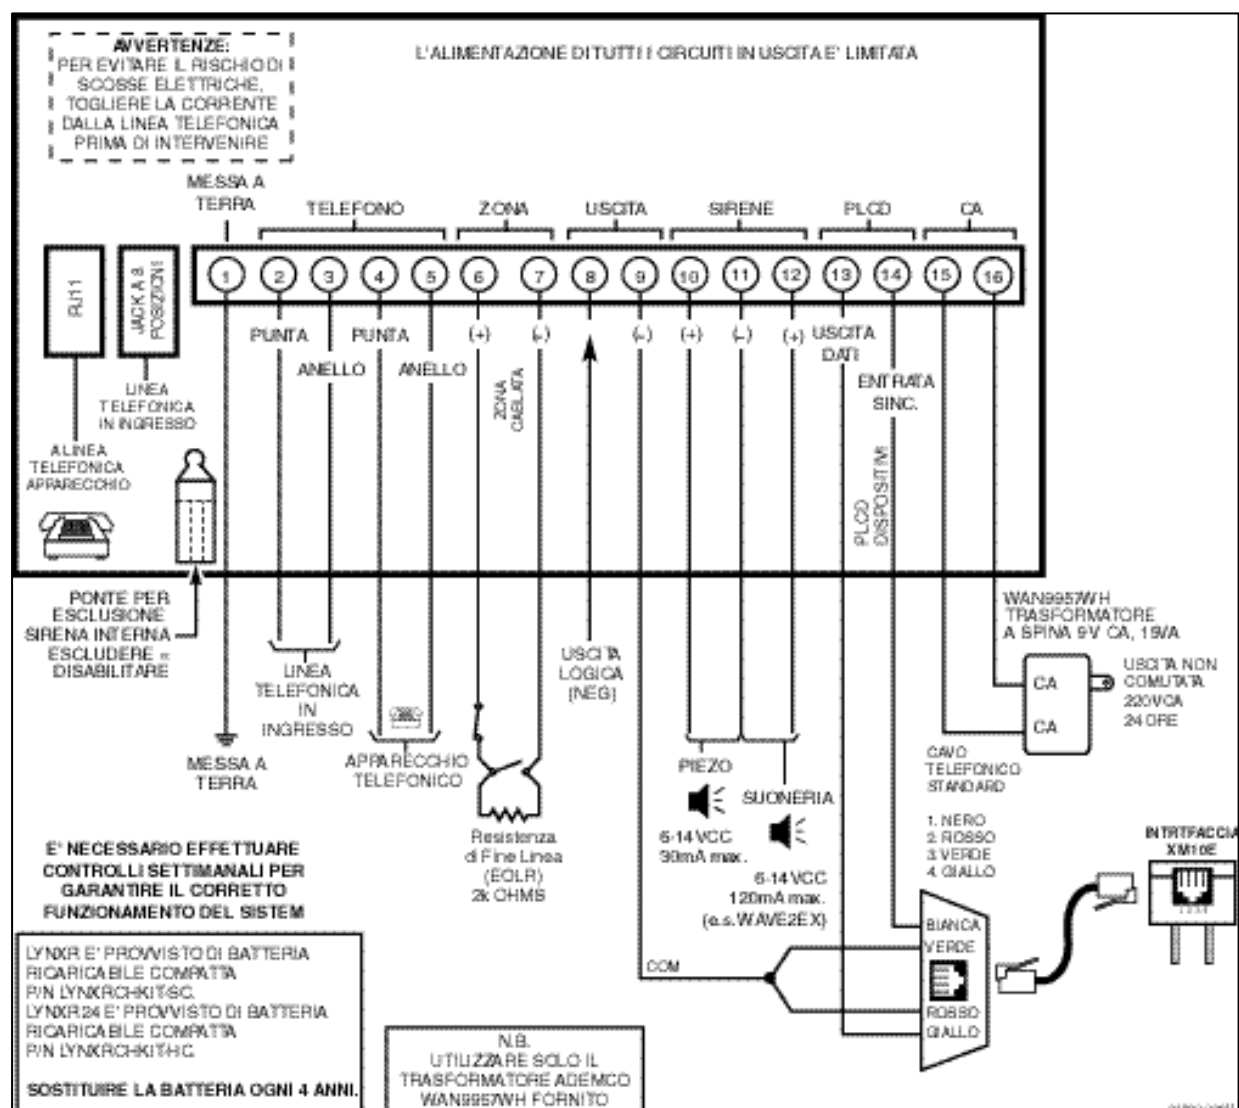 AVVERTENZE:
PER EVITARE IL RISCHIO DI
SCOSSE ELETTRICHE,
TOGLIERE LA CORRENTE
DALLA LINEA TELEFONICA
PRIMA DI INTERVENIRE
L'ALIMENTAZIONE DI TUTTI I CIRCUITI IN USCITA E' LIMITATA
MESSA A
TERRA
TELEFONO
ZONA
USCITA
SIRENE
PLCD
CA
RJ11
JACK A 8
POSIZIONI
1 2 3 4 5 6 7 8 9 10 11 12 13 14 15 16
PUNTA
ANELLO
PUNTA
ANELLO
(+)
(-)
(-)
(+)
(-)
(+)
USCITA
DATI
ENTRATA
SINC.
ZONA
CABLATA
PLCD
DISPOSITIVI
LINEA
TELEFONICA
IN INGRESSO
A LINEA
TELEFONICA
APPARECCHIO
PONTE PER
ESCLUSIONE
SIRENA INTERNA
ESCLUDERE =
DISABILITARE
MESSA A
TERRA
LINEA
TELEFONICA
IN
INGRESSO
APPARECCHIO
TELEFONICO
Resistenza
di Fine Linea
(EOLR)
2k OHMS
USCITA
LOGICA
(NEG)
PIEZO
6-14 VCC
30mA max.
SUONERIA
6-14 VCC
120mA max.
(e.s. WAVE2EX)
WAN9957WH
TRASFORMATORE
A SPINA 9V CA, 19VA
CA
CA
USCITA NON
COMUTATA
220VCA
24 ORE
CAVO
TELEFONICO
STANDARD
1. NERO
2. ROSSO
3. VERDE
4. GIALLO
INTRTFACCIA
XM10E
1 2 3 4
BIANCA
VERDE
ROSSO
GIALLO
COM
E' NECESSARIO EFFETTUARE
CONTROLLI SETTIMANALI PER
GARANTIRE IL CORRETTO
FUNZIONAMENTO DEL SISTEM
LYNXR E' PROVVISTO DI BATTERIA
RICARICABILE COMPATTA
P/N LYNXRCHKIT-SC.
LYNXR24 E' PROVVISTO DI BATTERIA
RICARICABILE COMPATTA
P/N LYNXRCHKIT-HC.
SOSTITUIRE LA BATTERIA OGNI 4 ANNI.
N.B.
UTILIZZARE SOLO IL
TRASFORMATORE ADEMCO
WAN9957WH FORNITO